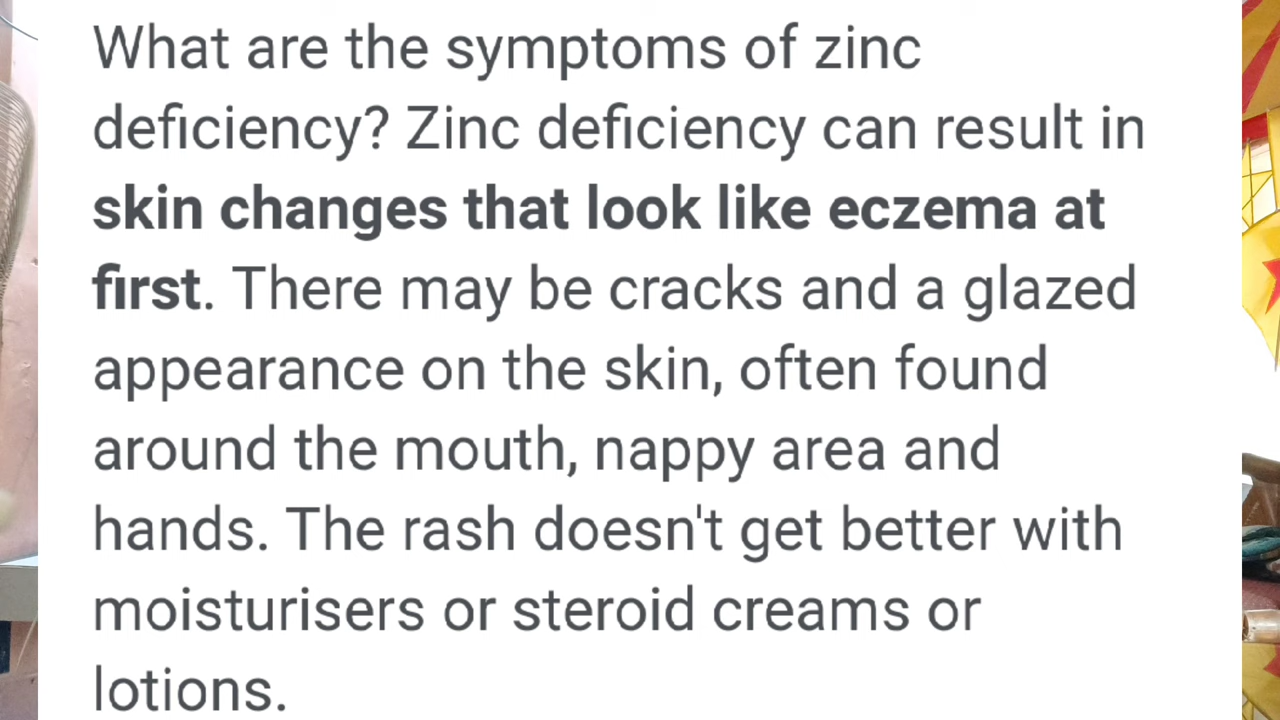 What are the symptoms of zinc
deficiency? Zinc deficiency can result in
skin changes that look like eczema at
first. There may be cracks and a glazed
appearance on the skin, often found
around the mouth, nappy area and
hands. The rash doesn't get better with
moisturisers or steroid creams or
lotions.